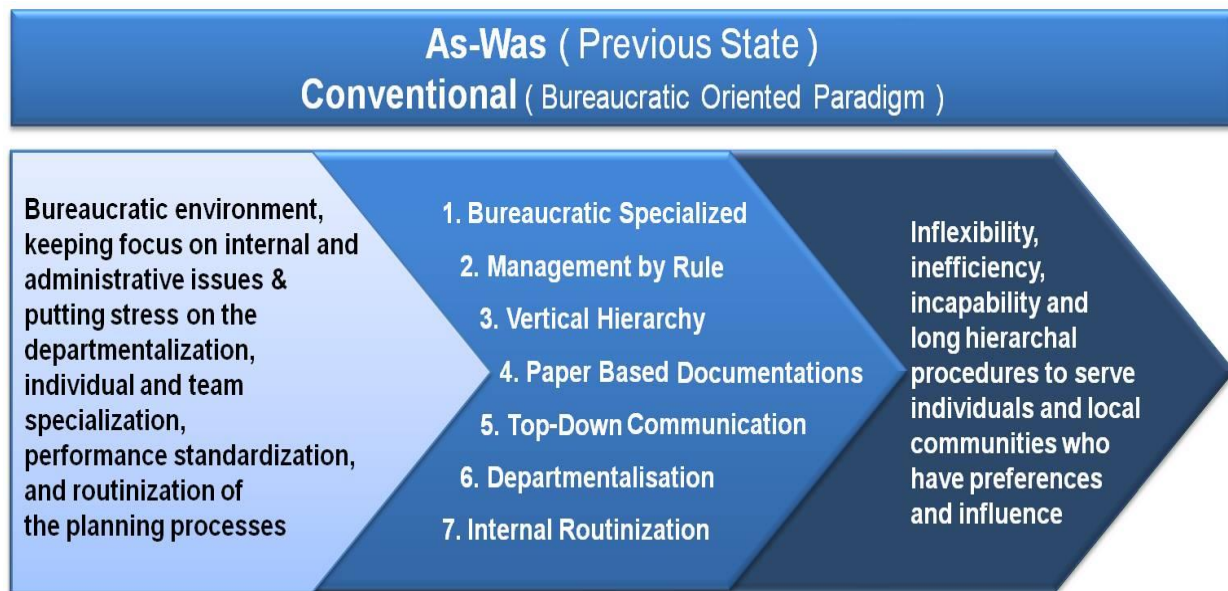 As-Was ( Previous State )
Conventional ( Bureaucratic Oriented Paradigm )
Bureaucratic environment,
keeping focus on internal and
administrative issues &
putting stress on the
departmentalization,
individual and team
specialization,
performance standardization,
and routinization of
the planning processes
1. Bureaucratic Specialized
2. Management by Rule
3. Vertical Hierarchy
4. Paper Based Documentations
5. Top-Down Communication
6. Departmentalisation
7. Internal Routinization
Inflexibility,
inefficiency,
incapability and
long hierarchal
procedures to serve
individuals and local
communities who
have preferences
and influence